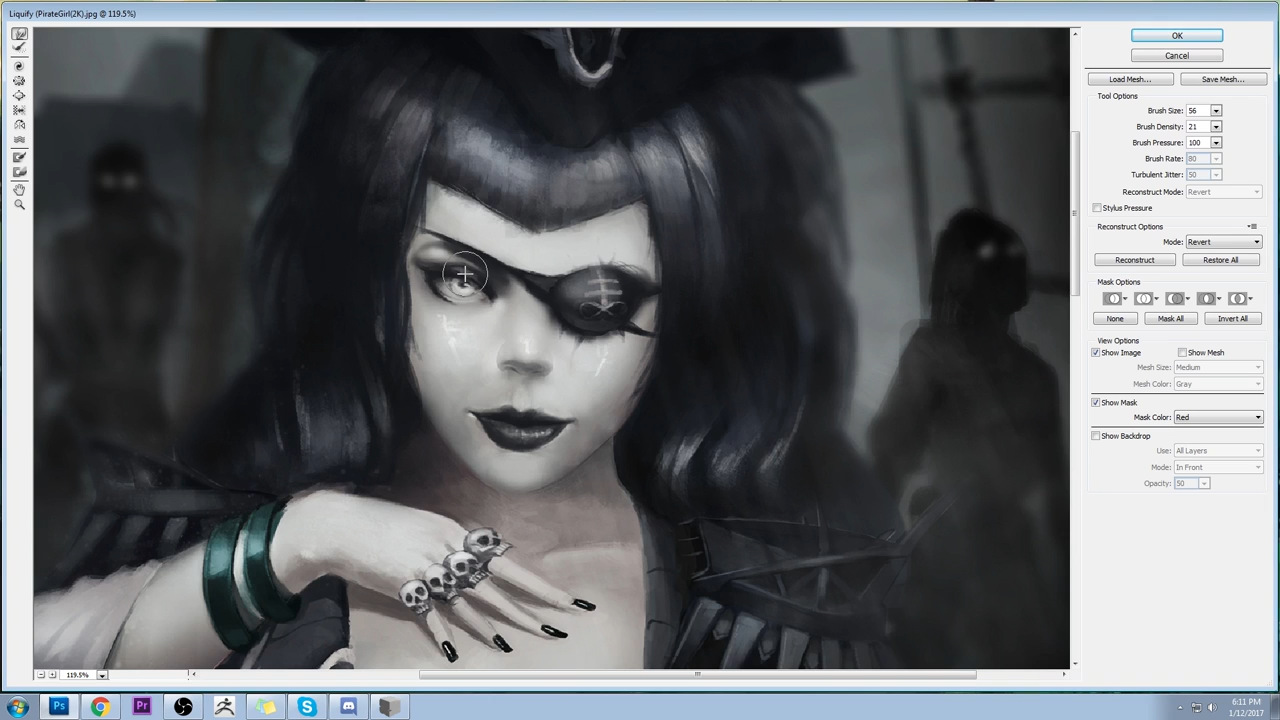 Liquify (PirateGirl(2K).jpg @ 119.5%)
OK
Cancel
Load Mesh...
Save Mesh...
Tool Options
Brush Size: 56
Brush Density: 21
Brush Pressure: 100
Brush Rate: 80
Turbulent Jitter: 50
Reconstruct Mode: Revert
Stylus Pressure
Reconstruct Options
Mode: Revert
Reconstruct
Restore All
Mask Options
None
Mask All
Invert All
View Options
Show Image
Show Mesh
Mesh Size: Medium
Mesh Color: Gray
Show Mask
Mask Color: Red
Show Backdrop
Use: All Layers
Mode: In Front
Opacity: 50
119.5%
Ps
Pr
S
6:11 PM
1/12/2017